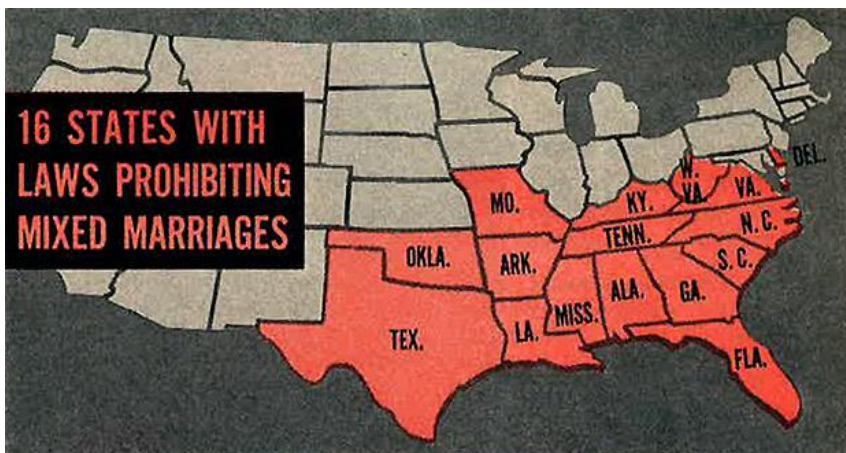 16 STATES WITH
LAWS PROHIBITING
MIXED MARRIAGES
DEL.
W.
VA.
VA.
MO.
KY.
N. C.
TENN.
OKLA.
ARK.
S. C.
MISS.
ALA.
GA.
TEX.
LA.
FLA.